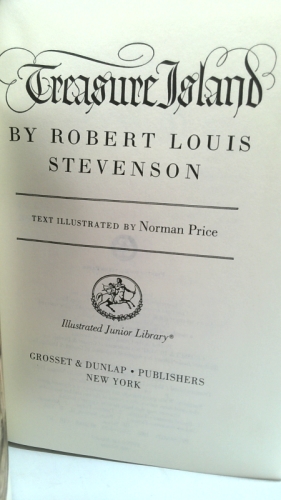 Treasure Island
BY ROBERT LOUIS
STEVENSON
TEXT ILLUSTRATED BY Norman Price
Illustrated Junior Library®
GROSSET & DUNLAP • PUBLISHERS
NEW YORK